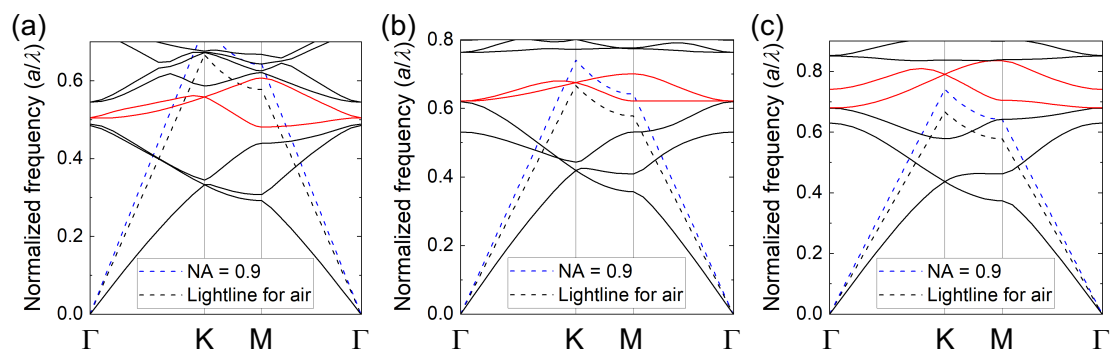 (a)
Normalized frequency (a/λ)
0.6
0.4
0.2
0.0
NA = 0.9
Lightline for air
Γ K M Γ
(b)
Normalized frequency (a/λ)
0.8
0.6
0.4
0.2
0.0
NA = 0.9
Lightline for air
Γ K M Γ
(c)
Normalized frequency (a/λ)
0.8
0.6
0.4
0.2
0.0
NA = 0.9
Lightline for air
Γ K M Γ